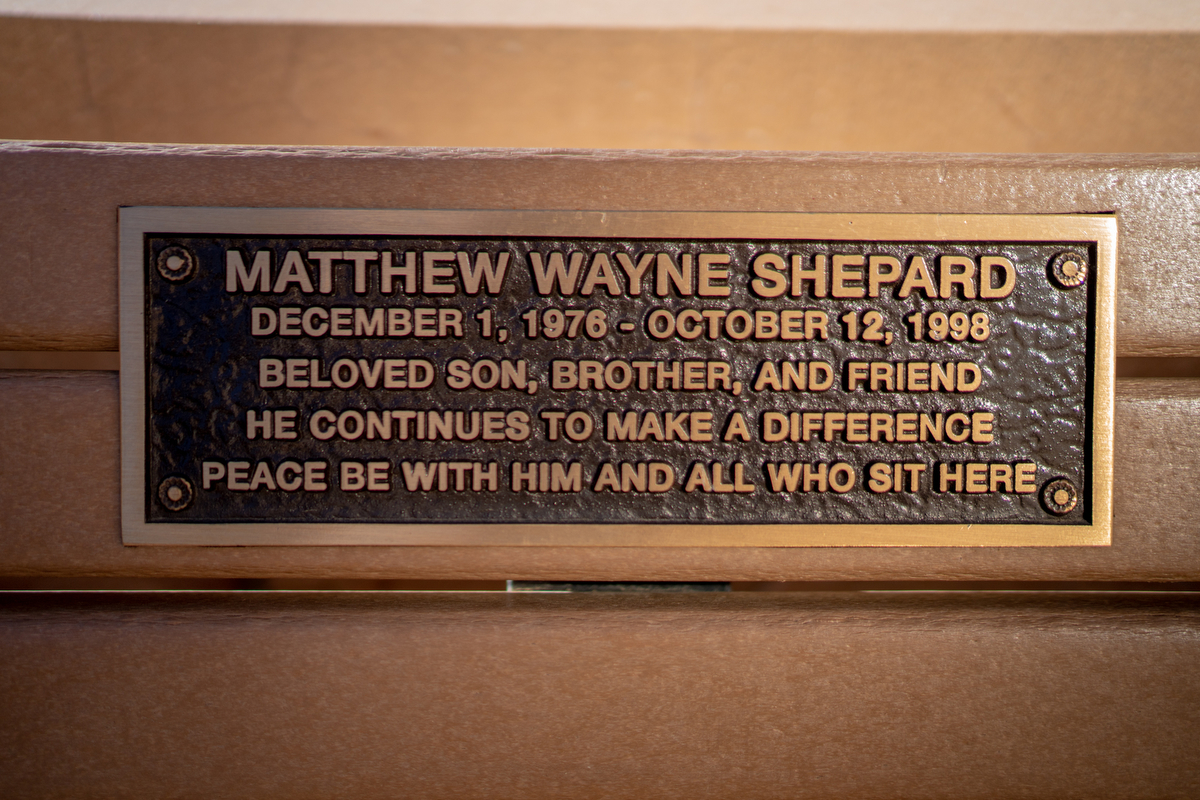 MATTHEW WAYNE SHEPARD
DECEMBER 1, 1976 - OCTOBER 12, 1998
BELOVED SON, BROTHER, AND FRIEND
HE CONTINUES TO MAKE A DIFFERENCE
PEACE BE WITH HIM AND ALL WHO SIT HERE